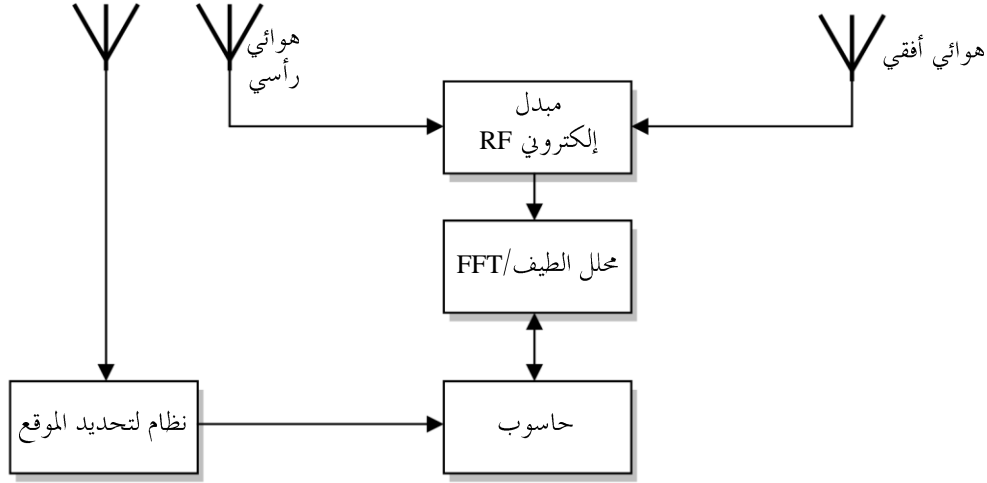 هوائي
رأسي
هوائي أفقي
مبدل
إلكتروني RF
محلل الطيف/FFT
نظام لتحديد الموقع
حاسوب